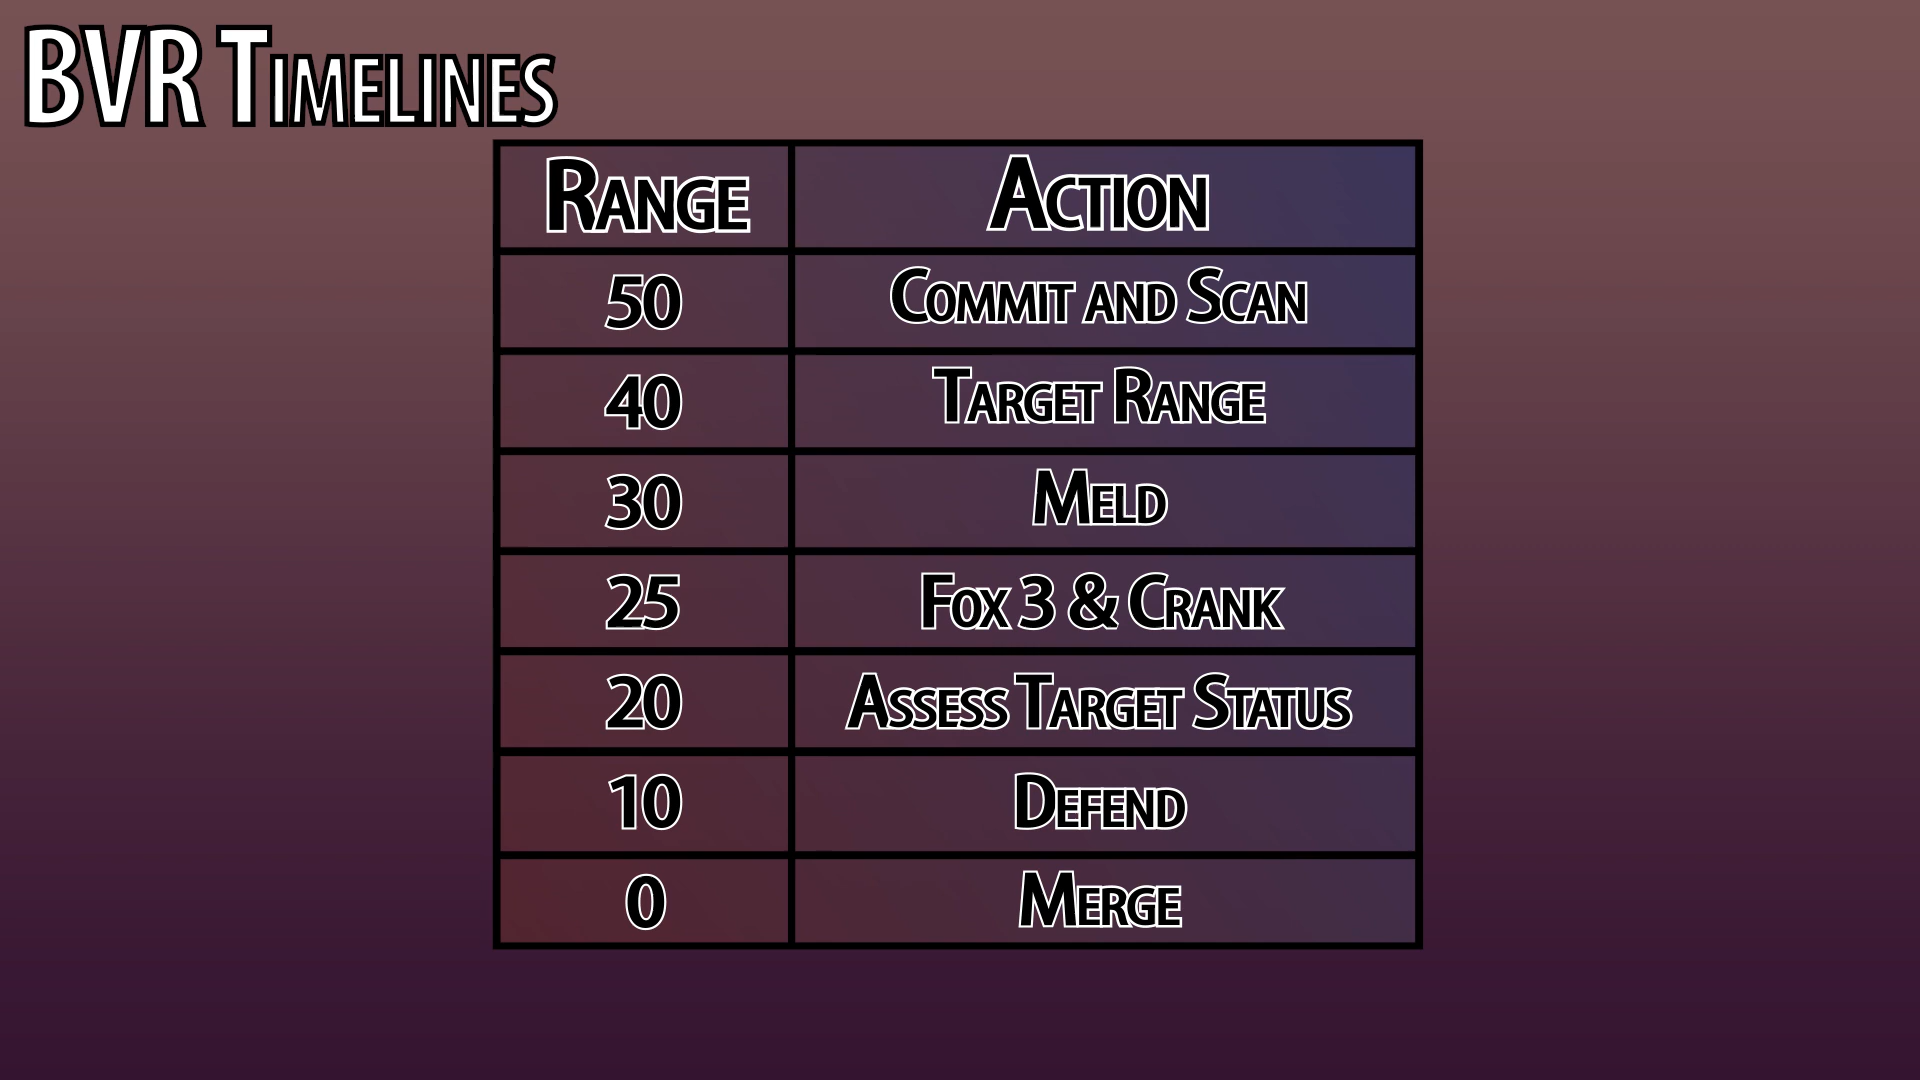 BVR Timelines
Range Action
50 Commit and Scan
40 Target Range
30 Meld
25 Fox 3 & Crank
20 Assess Target Status
10 Defend
0 Merge